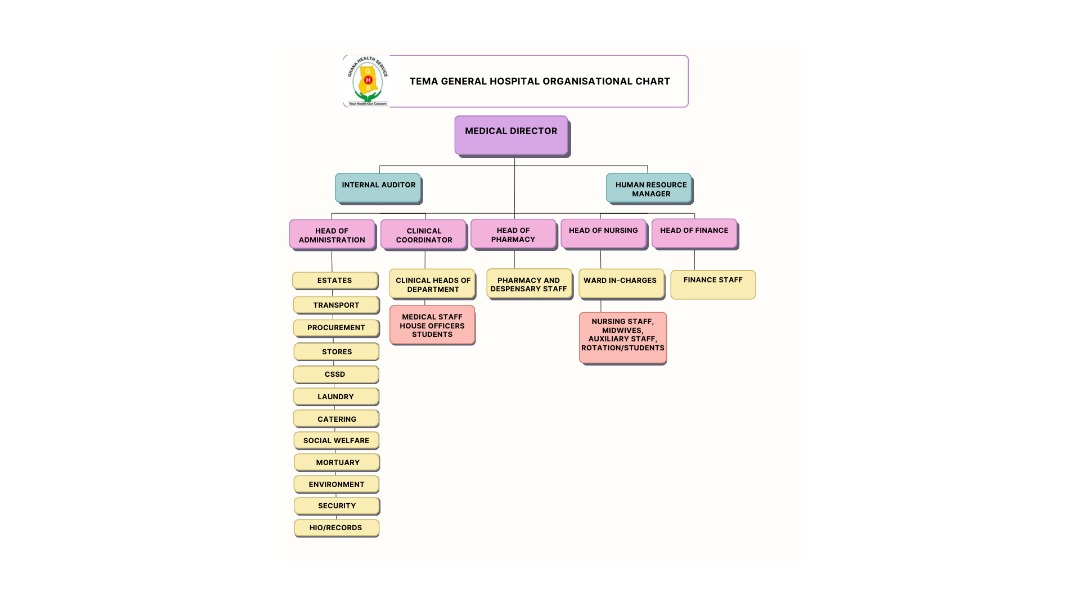 GHANA HEALTH SERVICE
H
Your Health Our Concern
TEMA GENERAL HOSPITAL ORGANISATIONAL CHART
MEDICAL DIRECTOR
INTERNAL AUDITOR
HUMAN RESOURCE
MANAGER
HEAD OF
ADMINISTRATION
CLINICAL
COORDINATOR
HEAD OF
PHARMACY
HEAD OF NURSING
HEAD OF FINANCE
ESTATES
TRANSPORT
PROCUREMENT
STORES
CSSD
LAUNDRY
CATERING
SOCIAL WELFARE
MORTUARY
ENVIRONMENT
SECURITY
HIO/RECORDS
CLINICAL HEADS OF
DEPARTMENT
MEDICAL STAFF
HOUSE OFFICERS
STUDENTS
PHARMACY AND
DESPENSARY STAFF
WARD IN-CHARGES
NURSING STAFF,
MIDWIVES,
AUXILIARY STAFF,
ROTATION/STUDENTS
FINANCE STAFF